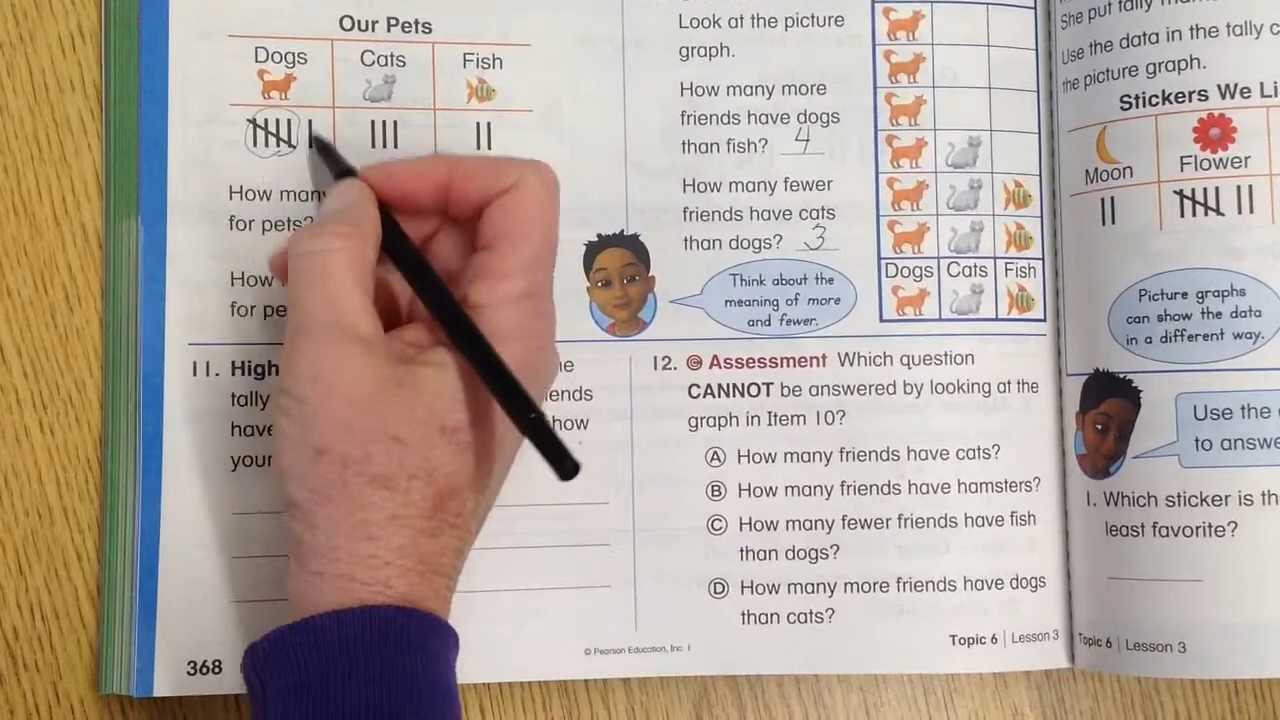 Our Pets
Dogs Cats Fish
How many
for pets?
How
for pe
11. High
tally
have
your
he
iends
how
Look at the picture
graph.
How many more
friends have dogs
than fish? 4
How many fewer
friends have cats
than dogs? 3
Think about the
meaning of more
and fewer.
Dogs Cats Fish
12. Assessment Which question
CANNOT be answered by looking at the
graph in Item 10?
A How many friends have cats?
B How many friends have hamsters?
C How many fewer friends have fish
than dogs?
D How many more friends have dogs
than cats?
368
© Pearson Education, Inc. 1
Topic 6 | Lesson 3
She put tally
Use the data in the tally c
the picture graph.
Stickers We Li
Moon Flower
Picture graphs
can show the data
in a different way.
Use the
to answe
1. Which sticker is th
least favorite?
Topic 6 | Lesson 3